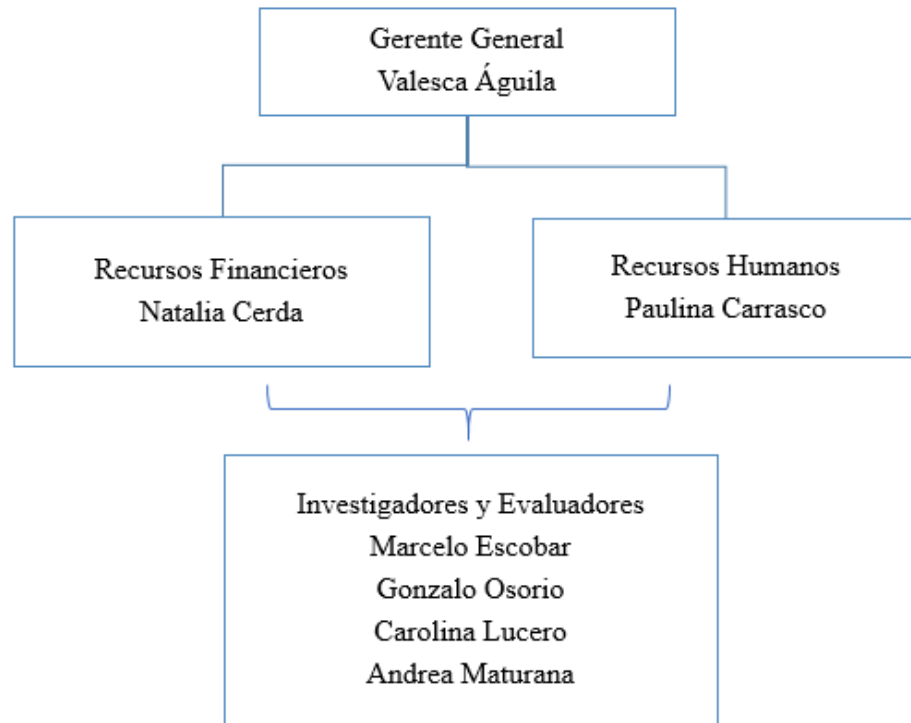 Gerente General
Valesca Águila
Recursos Financieros
Natalia Cerda
Recursos Humanos
Paulina Carrasco
Investigadores y Evaluadores
Marcelo Escobar
Gonzalo Osorio
Carolina Lucero
Andrea Maturana